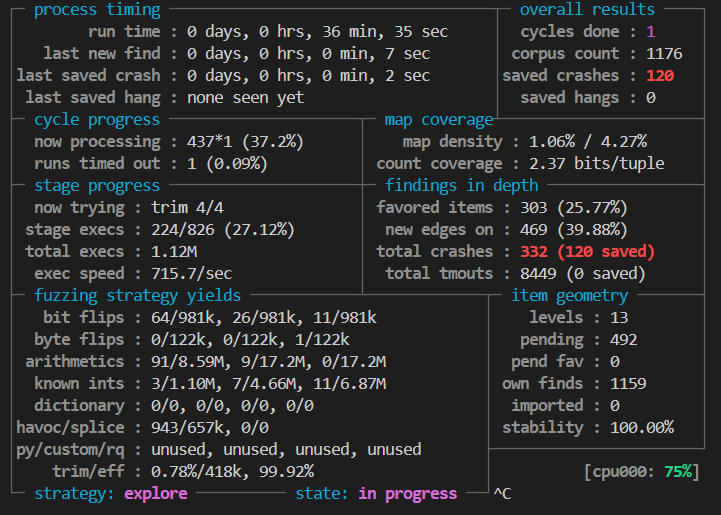 process timing overall results
run time : 0 days, 0 hrs, 36 min, 35 sec cycles done : 1
last new find : 0 days, 0 hrs, 0 min, 7 sec corpus count : 1176
last saved crash : 0 days, 0 hrs, 0 min, 2 sec saved crashes : 120
last saved hang : none seen yet saved hangs : 0
cycle progress map coverage
now processing : 437*1 (37.2%) map density : 1.06% / 4.27%
runs timed out : 1 (0.09%) count coverage : 2.37 bits/tuple
stage progress findings in depth
now trying : trim 4/4 favored items : 303 (25.77%)
stage execs : 224/826 (27.12%) new edges on : 469 (39.88%)
total execs : 1.12M total crashes : 332 (120 saved)
exec speed : 715.7/sec total tmouts : 8449 (0 saved)
fuzzing strategy yields item geometry
bit flips : 64/981k, 26/981k, 11/981k levels : 13
byte flips : 0/122k, 0/122k, 1/122k pending : 492
arithmetics : 91/8.59M, 9/17.2M, 0/17.2M pend fav : 0
known ints : 3/1.10M, 7/4.66M, 11/6.87M own finds : 1159
dictionary : 0/0, 0/0, 0/0, 0/0 imported : 0
havoc/splice : 943/657k, 0/0 stability : 100.00%
py/custom/rq : unused, unused, unused, unused
trim/eff : 0.78%/418k, 99.92% [cpu000: 75%]
strategy: explore state: in progress ^C